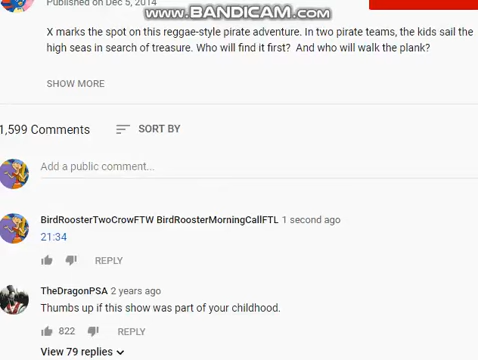 Published on Dec 5, 2014
WWW.BANDICAM.COM
X marks the spot on this reggae-style pirate adventure. In two pirate teams, the kids sail the
high seas in search of treasure. Who will find it first? And who will walk the plank?
SHOW MORE
1,599 Comments
SORT BY
Add a public comment...
BirdRoosterTwoCrowFTW BirdRoosterMorningCallFTL 1 second ago
21:34
REPLY
TheDragonPSA 2 years ago
Thumbs up if this show was part of your childhood.
822 REPLY
View 79 replies